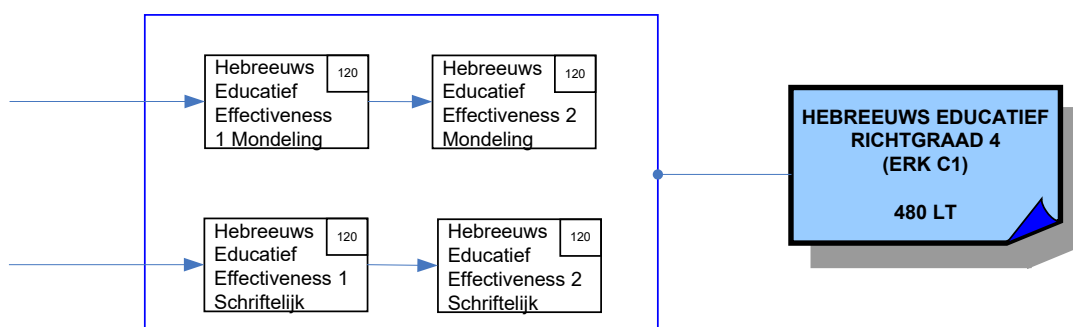 Hebreeuws
Educatief
Effectiveness
1 Mondeling
120
Hebreeuws
Educatief
Effectiveness 2
Mondeling
120
Hebreeuws
Educatief
Effectiveness 1
Schriftelijk
120
Hebreeuws
Educatief
Effectiveness 2
Schriftelijk
120
HEBREEUWS EDUCATIEF
RICHTGRAAD 4
(ERK C1)
480 LT